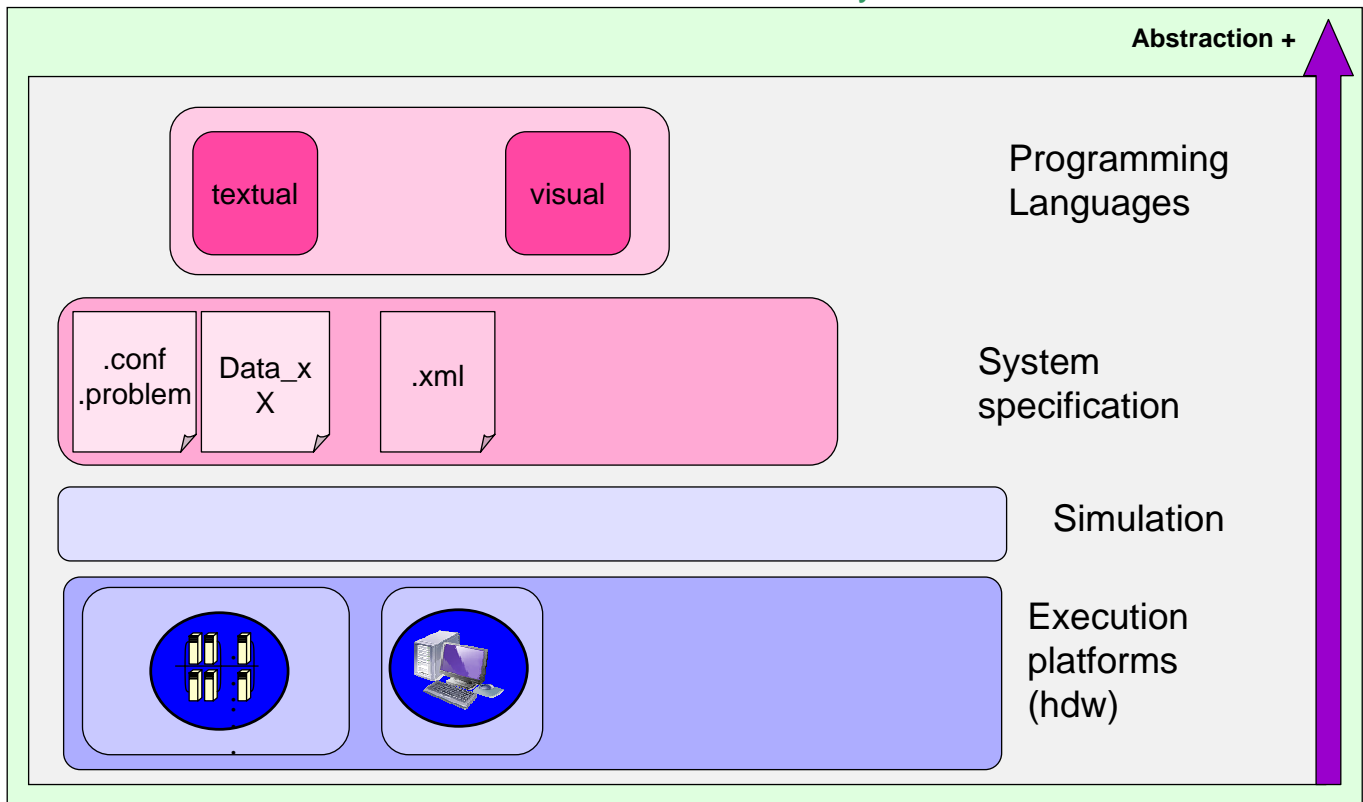 Abstraction +
textual
visual
Programming
Languages
.conf
.problem
Data_x
X
.xml
System
specification
Simulation
Execution
platforms
(hdw)